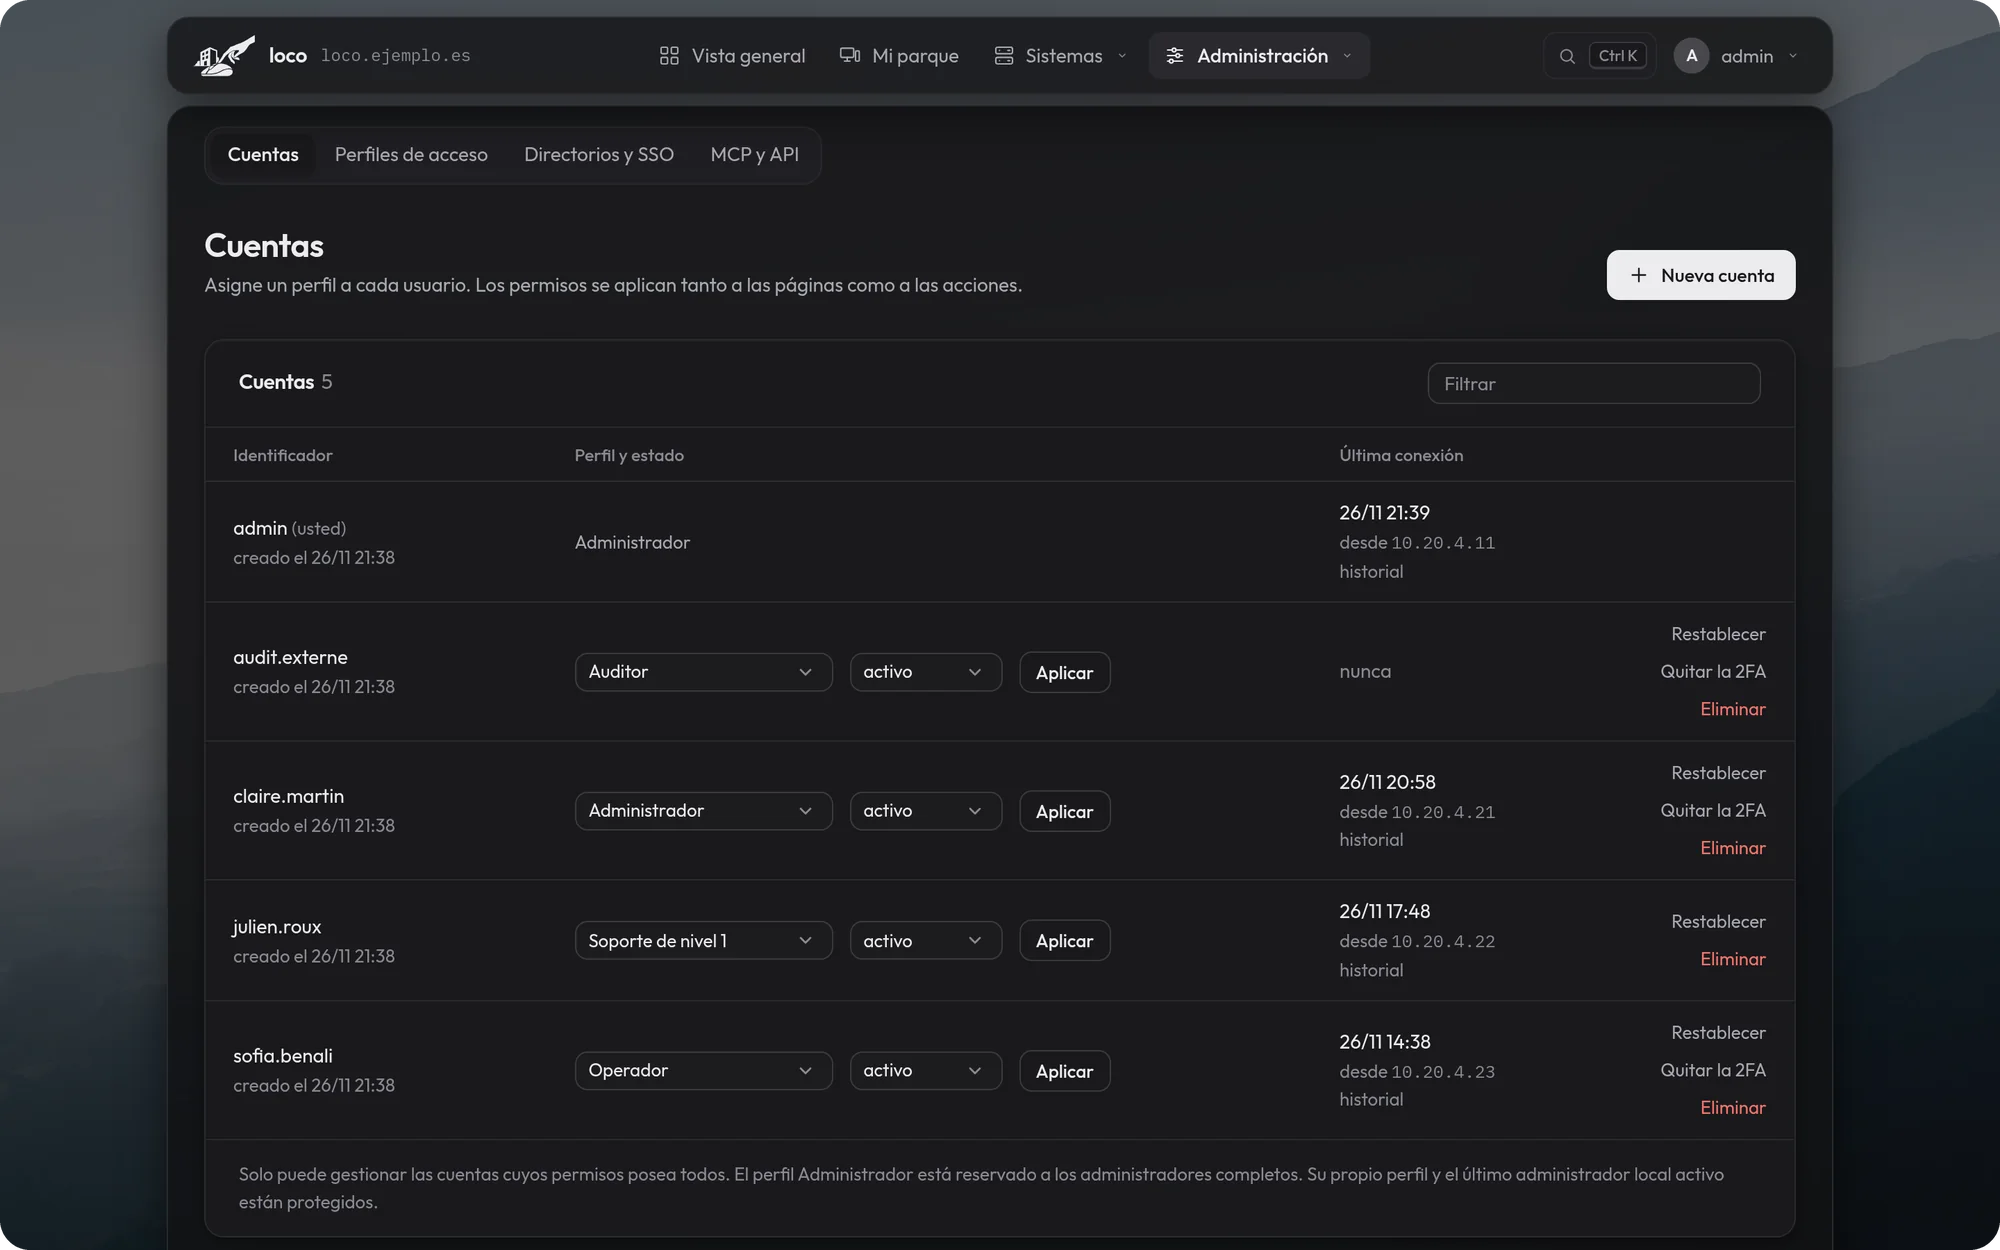 loco loco.ejemplo.es Vista general Mi parque Sistemas Administración Ctrl K A admin
Cuentas Perfiles de acceso Directorios y SSO MCP y API
Cuentas
Asigne un perfil a cada usuario. Los permisos se aplican tanto a las páginas como a las acciones.
Nueva cuenta
Cuentas 5
Filtrar
Identificador Perfil y estado Última conexión
admin (usted)
creado el 26/11 21:38
Administrador
26/11 21:39
desde 10.20.4.11
historial
audit.externe
creado el 26/11 21:38
Auditor activo Aplicar
nunca
Restablecer
Quitar la 2FA
Eliminar
claire.martin
creado el 26/11 21:38
Administrador activo Aplicar
26/11 20:58
desde 10.20.4.21
historial
Restablecer
Quitar la 2FA
Eliminar
julien.roux
creado el 26/11 21:38
Soporte de nivel 1 activo Aplicar
26/11 17:48
desde 10.20.4.22
historial
Restablecer
Eliminar
sofia.benali
creado el 26/11 21:38
Operador activo Aplicar
26/11 14:38
desde 10.20.4.23
historial
Restablecer
Quitar la 2FA
Eliminar
Solo puede gestionar las cuentas cuyos permisos posea todos. El perfil Administrador está reservado a los administradores completos. Su propio perfil y el último administrador local activo
están protegidos.